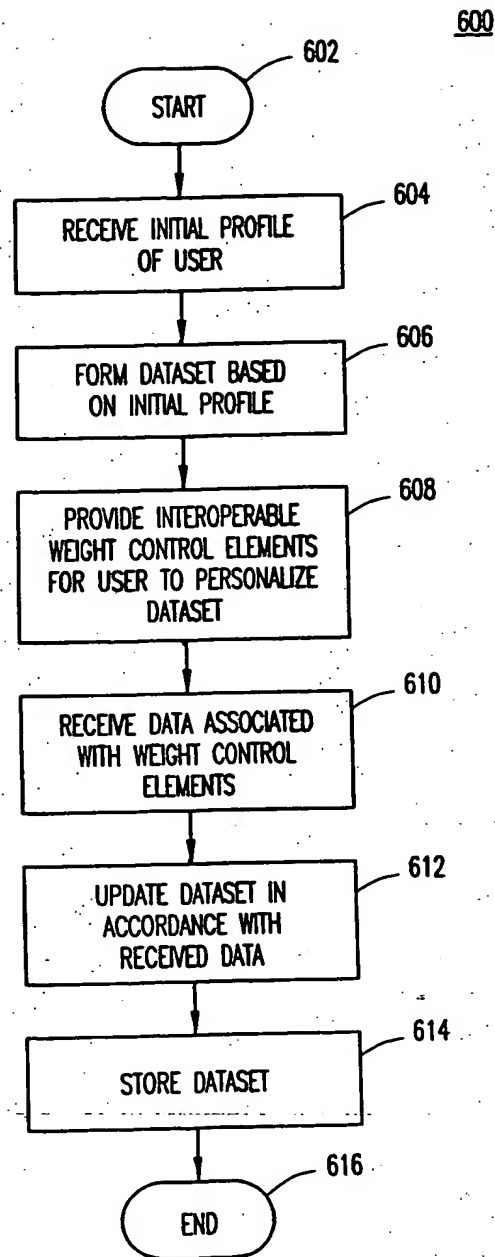 600
602
START
604
RECEIVE INITIAL PROFILE
OF USER
606
FORM DATASET BASED
ON INITIAL PROFILE
608
PROVIDE INTEROPERABLE
WEIGHT CONTROL ELEMENTS
FOR USER TO PERSONALIZE
DATASET
610
RECEIVE DATA ASSOCIATED
WITH WEIGHT CONTROL
ELEMENTS
612
UPDATE DATASET IN
ACCORDANCE WITH
RECEIVED DATA
614
STORE DATASET
616
END